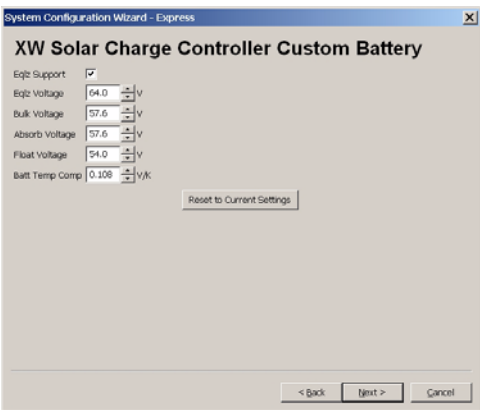 System Configuration Wizard - Express
XW Solar Charge Controller Custom Battery
Eqlz Support
Eqlz Voltage 64.0 V
Bulk Voltage 57.6 V
Absorb Voltage 57.6 V
Float Voltage 54.0 V
Batt Temp Comp 0.108 V/K
Reset to Current Settings
< Back Next > Cancel